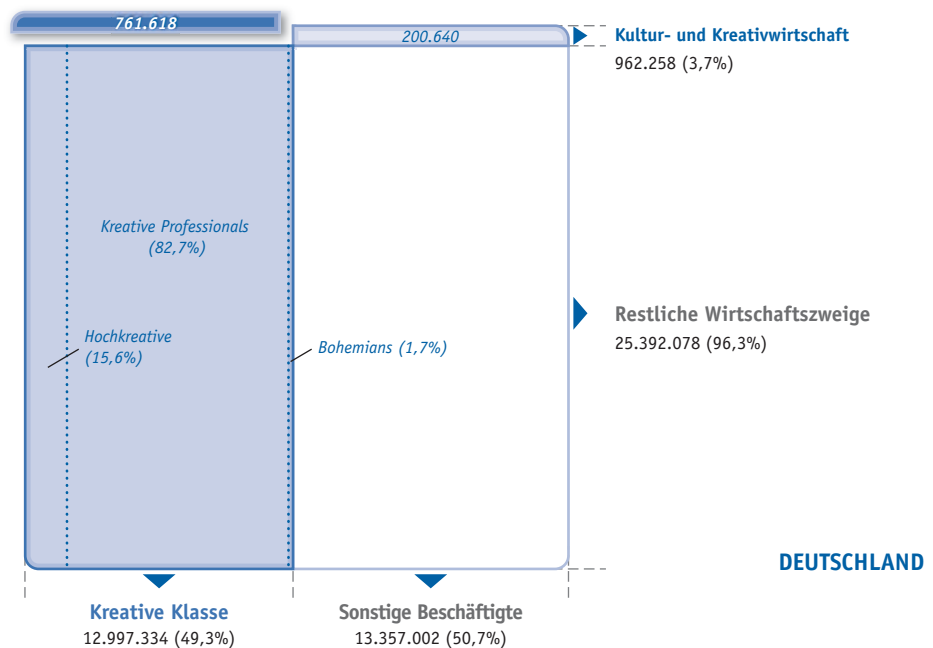 761.618
200.640
Kultur- und Kreativwirtschaft
962.258 (3,7%)
Kreative Professionals
(82,7%)
Restliche Wirtschaftszweige
25.392.078 (96,3%)
Hochkreative
(15,6%)
Bohemians (1,7%)
DEUTSCHLAND
Kreative Klasse
12.997.334 (49,3%)
Sonstige Beschäftigte
13.357.002 (50,7%)